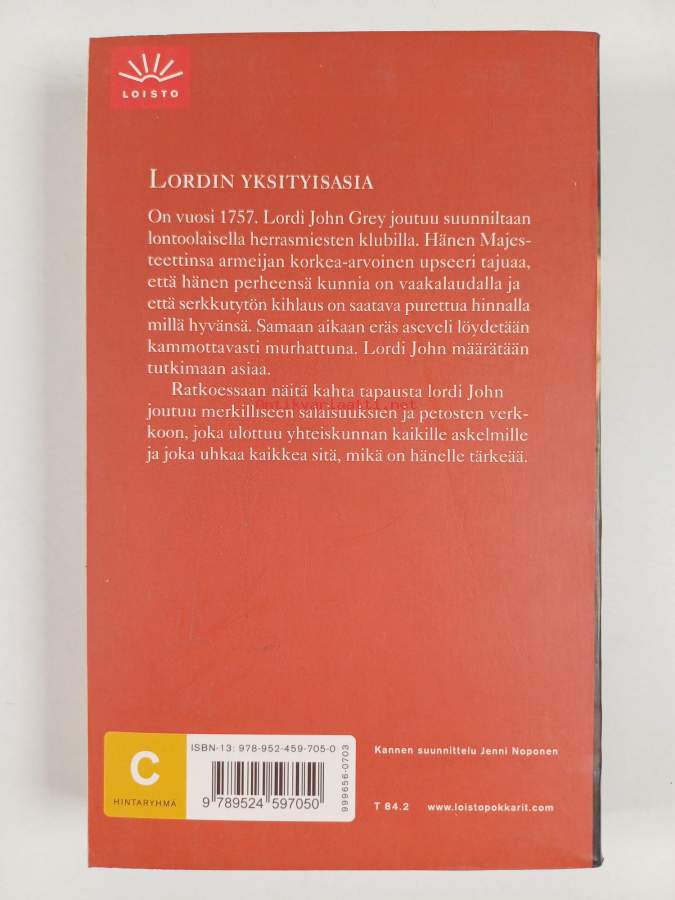 LOISTO
LORDIN YKSITYISASIA
On vuosi 1757. Lordi John Grey joutuu suunniltaan
lontoolaisella herrasmiesten klubilla. Hänen Majes-
teettinsa armeijan korkea-arvoinen upseeri tajuaa,
että hänen perheensä kunnia on vaakalaudalla ja
että serkkutytön kihlaus on saatava purettua hinnalla
millä hyvänsä. Samaan aikaan eräs aseveli löydetään
kammottavasti murhattuna. Lordi John määrätään
tutkimaan asiaa.
Ratkoessaan näitä kahta tapausta lordi John
Antikvariaatti.net
joutuu merkilliseen salaisuuksien ja petosten verk-
koon, joka ulottuu yhteiskunnan kaikille askelmille
ja joka uhkaa kaikkea sitä, mikä on hänelle tärkeää.
C
HINTARYHMÄ
ISBN-13: 978-952-459-705-0
9 789524 597050
999656-0703
Kannen suunnittelu Jenni Noponen
T 84.2 www.loistopokkarit.com